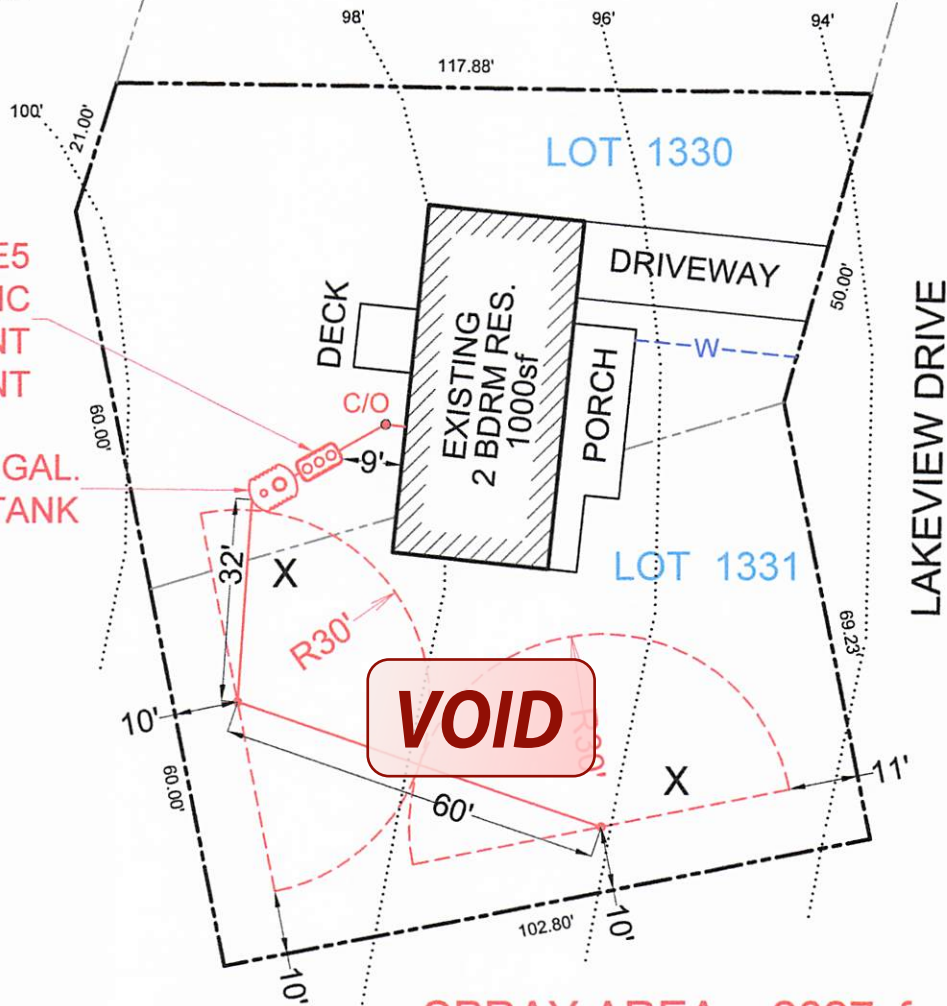 98'
96'
94'
117.88'
100'
21.00'
LOT 1330
E5
IC
NT
NT
DRIVEWAY
50.00'
DECK
EXISTING
2 BDRM RES.
1000sf
W
LAKEVIEW DRIVE
C/O
PORCH
60.00'
9'
GAL.
TANK
32'
X
LOT 1331
R30'
69.23'
VOID
R30'
10'
X
11'
60.00'
60'
102.80'
10'
10'
SPRAY AREA